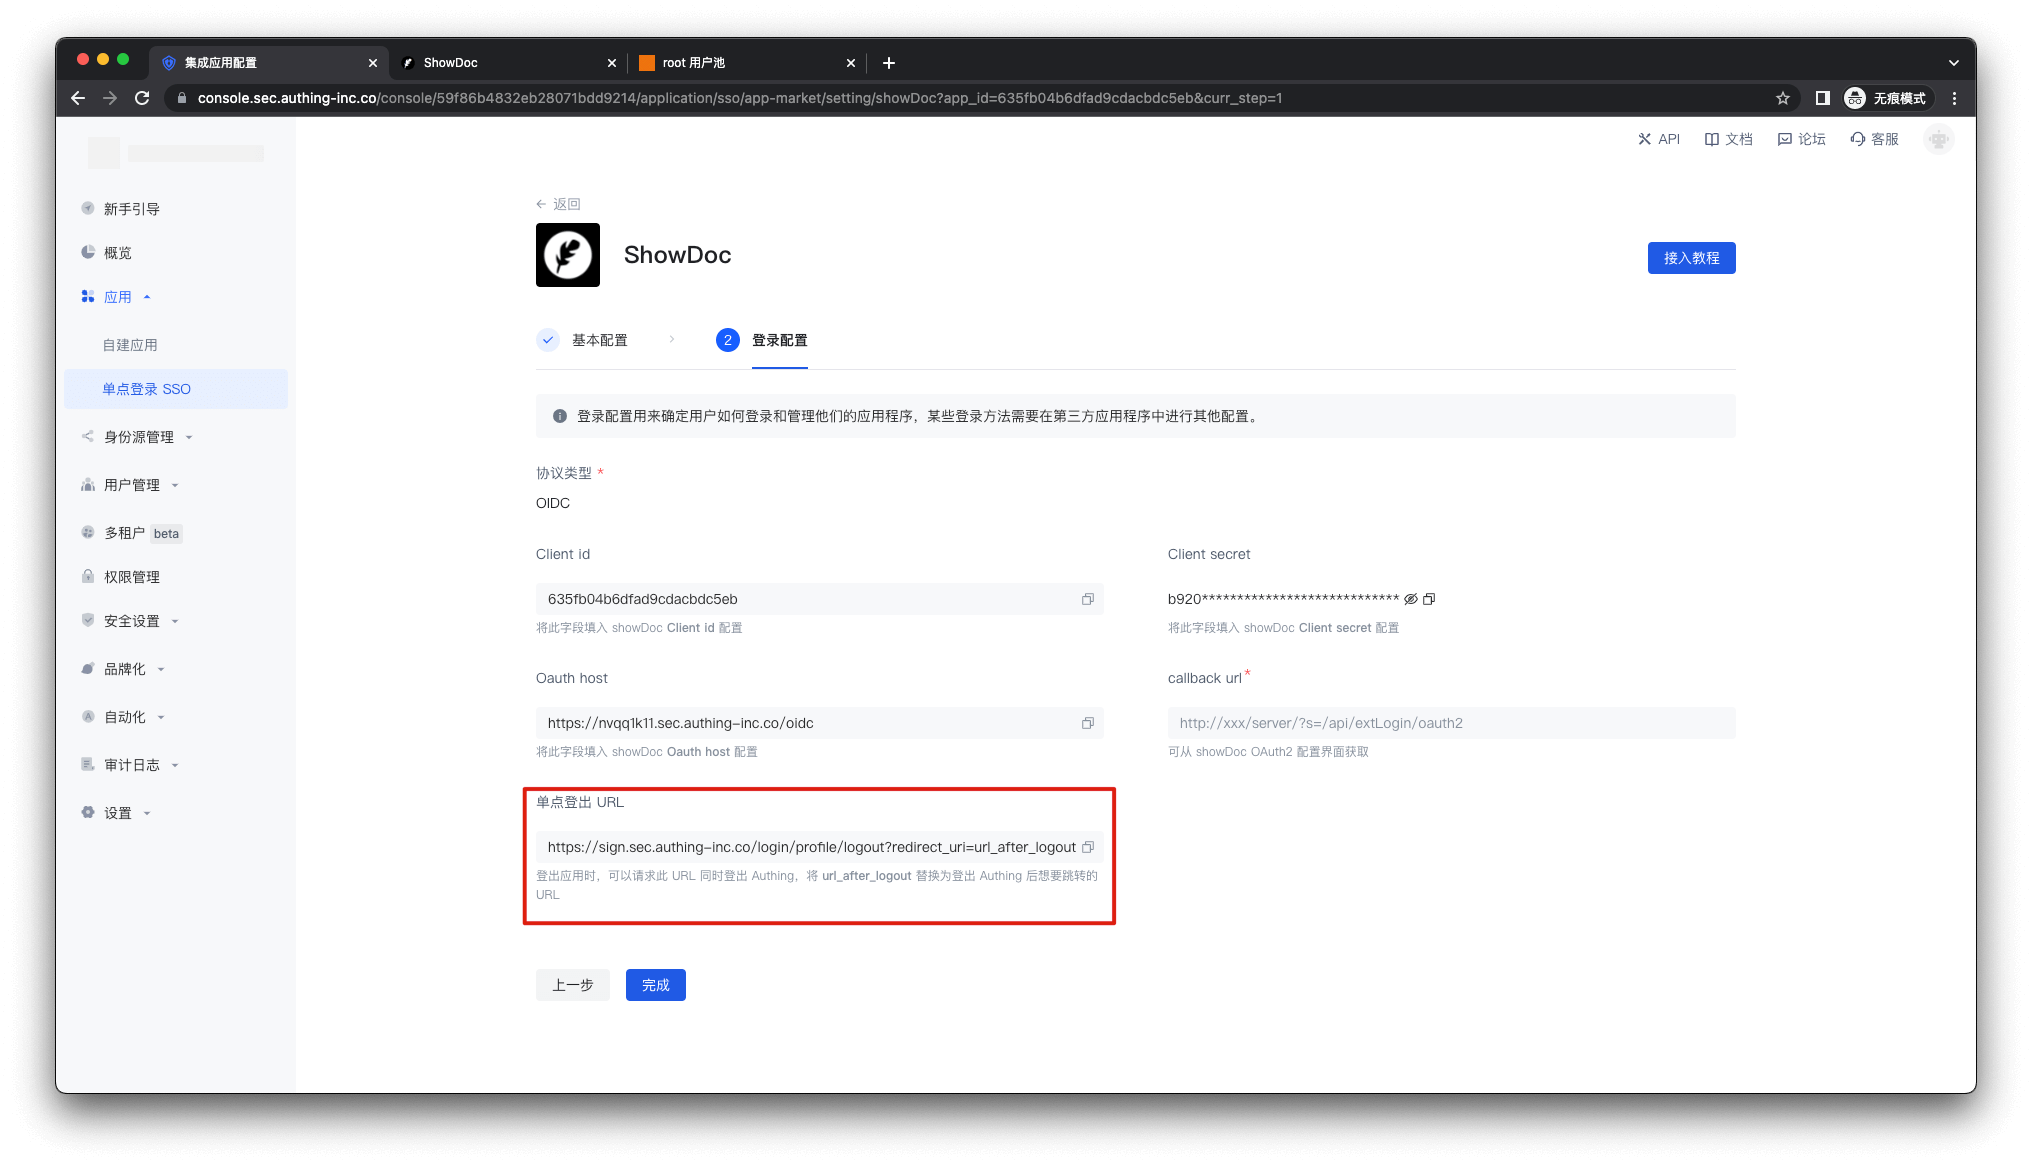 集成应用配置
ShowDoc
root 用户池
console.sec.authing-inc.co/console/59f86b4832eb28071bdd9214/application/sso/app-market/setting/showDoc?app_id=635fb04b6dfad9cdacbdc5eb&curr_step=1
无痕模式
API
文档
论坛
客服
新手引导
概览
应用
自建应用
单点登录 SSO
身份源管理
用户管理
多租户 beta
权限管理
安全设置
品牌化
自动化
审计日志
设置
返回
ShowDoc
接入教程
基本配置
2 登录配置
登录配置用来确定用户如何登录和管理他们的应用程序，某些登录方法需要在第三方应用程序中进行其他配置。
协议类型 *
OIDC
Client id
635fb04b6dfad9cdacbdc5eb
将此字段填入 showDoc Client id 配置
Client secret
b920****************************
将此字段填入 showDoc Client secret 配置
Oauth host
https://nvqq1k11.sec.authing-inc.co/oidc
将此字段填入 showDoc Oauth host 配置
callback url *
http://xxx/server/?s=/api/extLogin/oauth2
可从 showDoc OAuth2 配置界面获取
单点登出 URL
https://sign.sec.authing-inc.co/login/profile/logout?redirect_uri=url_after_logout
登出应用时，可以请求此 URL 同时登出 Authing，将 url_after_logout 替换为登出 Authing 后想要跳转的
URL
上一步
完成